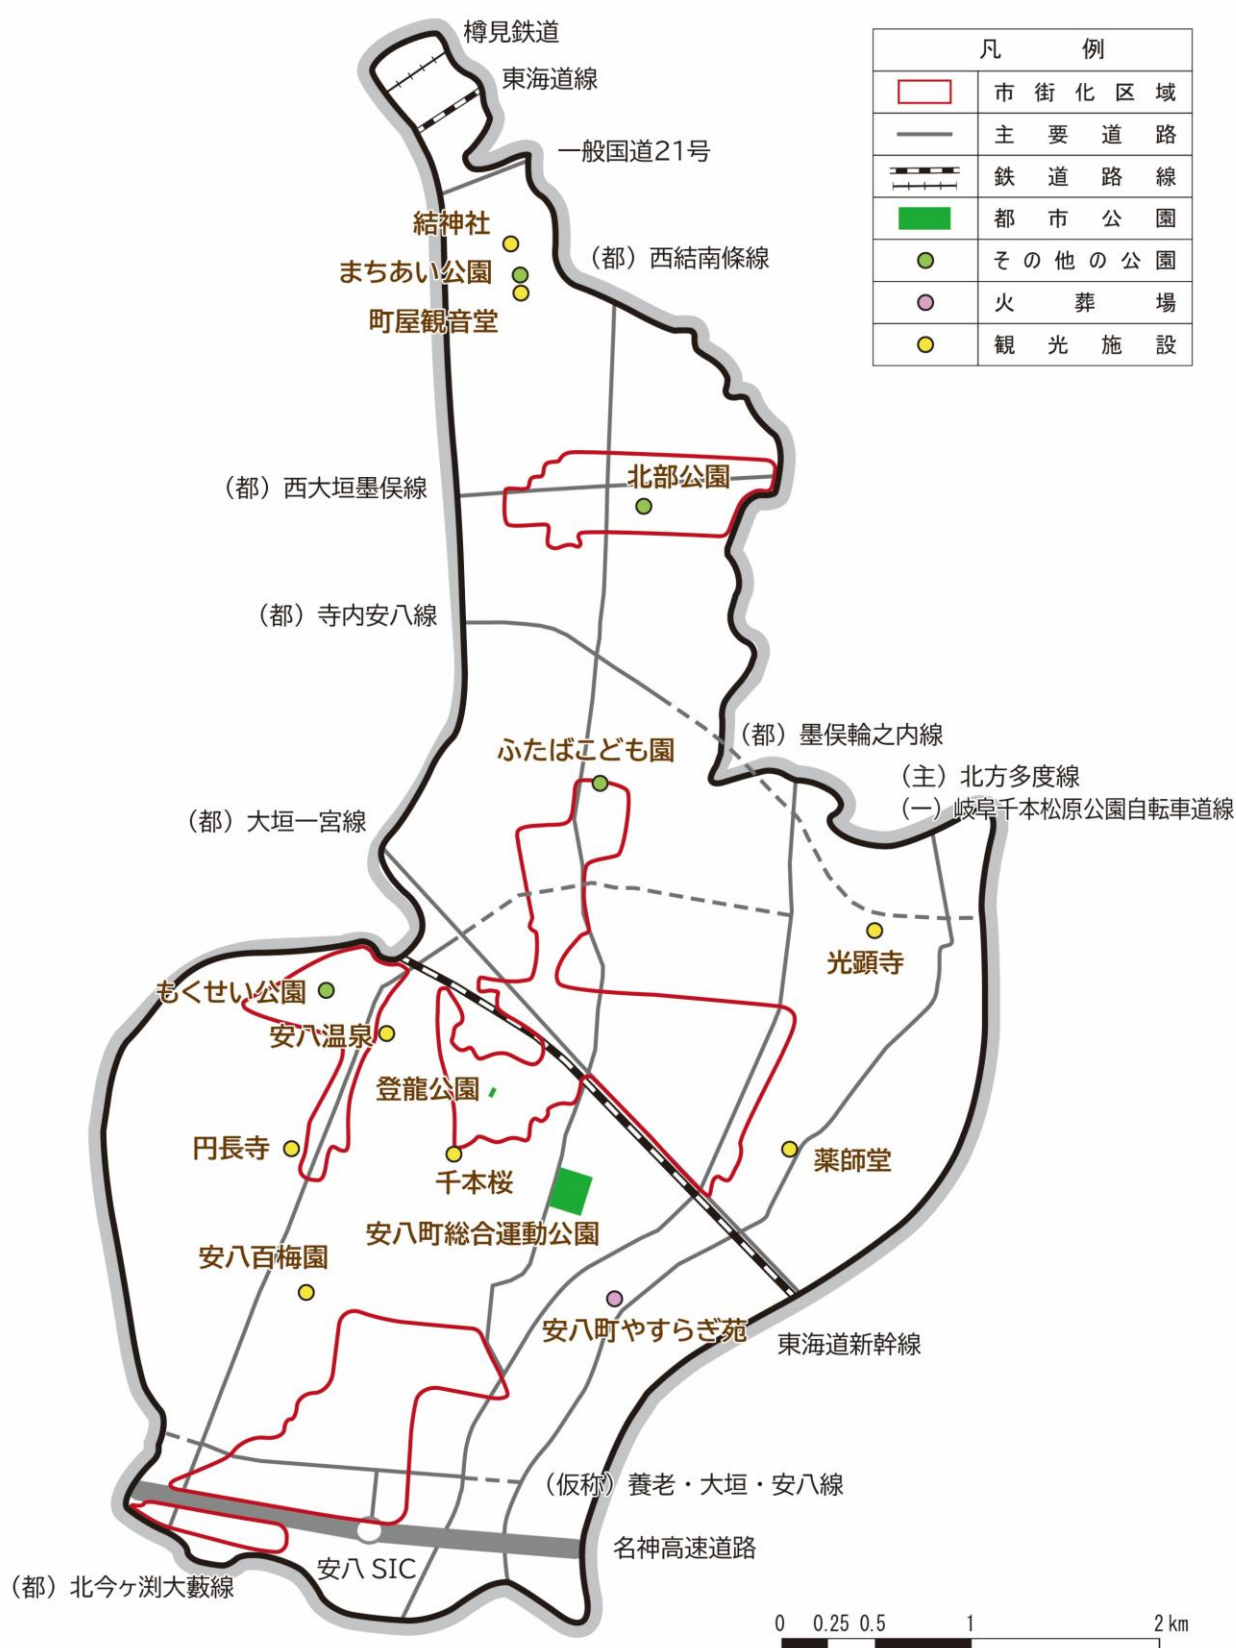 樽見鉄道
東海道線
一般国道21号
凡例
市街化区域
主要道路
鉄道路線
都市公園
その他の公園
火葬場
観光施設
結神社
まちあい公園
町屋観音堂
（都）西結南條線
（都）西大垣墨俣線
北部公園
（都）寺内安八線
ふたばこども園
（都）墨俣輪之内線
（主）北方多度線
（一）岐阜千本松原公園自転車道線
（都）大垣一宮線
光顕寺
もくせい公園
安八温泉
登龍公園
円長寺
千本桜
薬師堂
安八町総合運動公園
安八百梅園
安八町やすらぎ苑
東海道新幹線
（仮称）養老・大垣・安八線
名神高速道路
安八 SIC
（都）北今ヶ渕大藪線
0 0.25 0.5 1 2 km